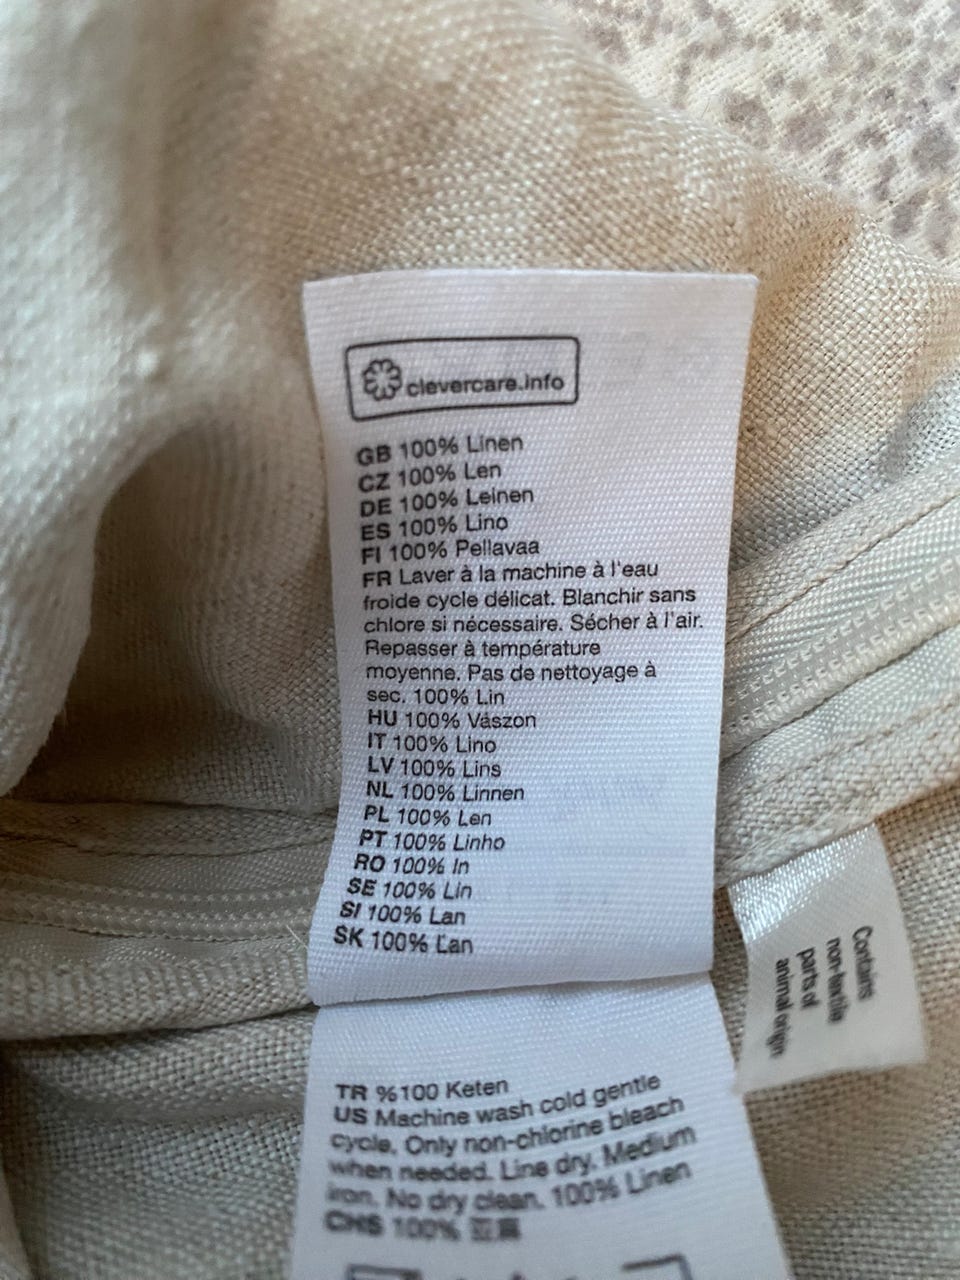 clevercare.info
GB 100% Linen
CZ 100% Len
DE 100% Leinen
ES 100% Lino
FI 100% Pellavaa
FR Laver à la machine à l'eau
froide cycle délicat. Blanchir sans
chlore si nécessaire. Sécher à l'air.
Repasser à température
moyenne. Pas de nettoyage à
sec. 100% Lin
HU 100% Vászon
IT 100% Lino
LV 100% Lins
NL 100% Linnen
PL 100% Len
PT 100% Linho
RO 100% In
SE 100% Lin
SI 100% Lan
SK 100% Ľan
TR %100 Keten
US Machine wash cold gentle
cycle. Only non-chlorine bleach
when needed. Line dry. Medium
iron. No dry clean. 100% Linen
CHS 100% 亚麻
Contains
non-textile
parts of
animal origin